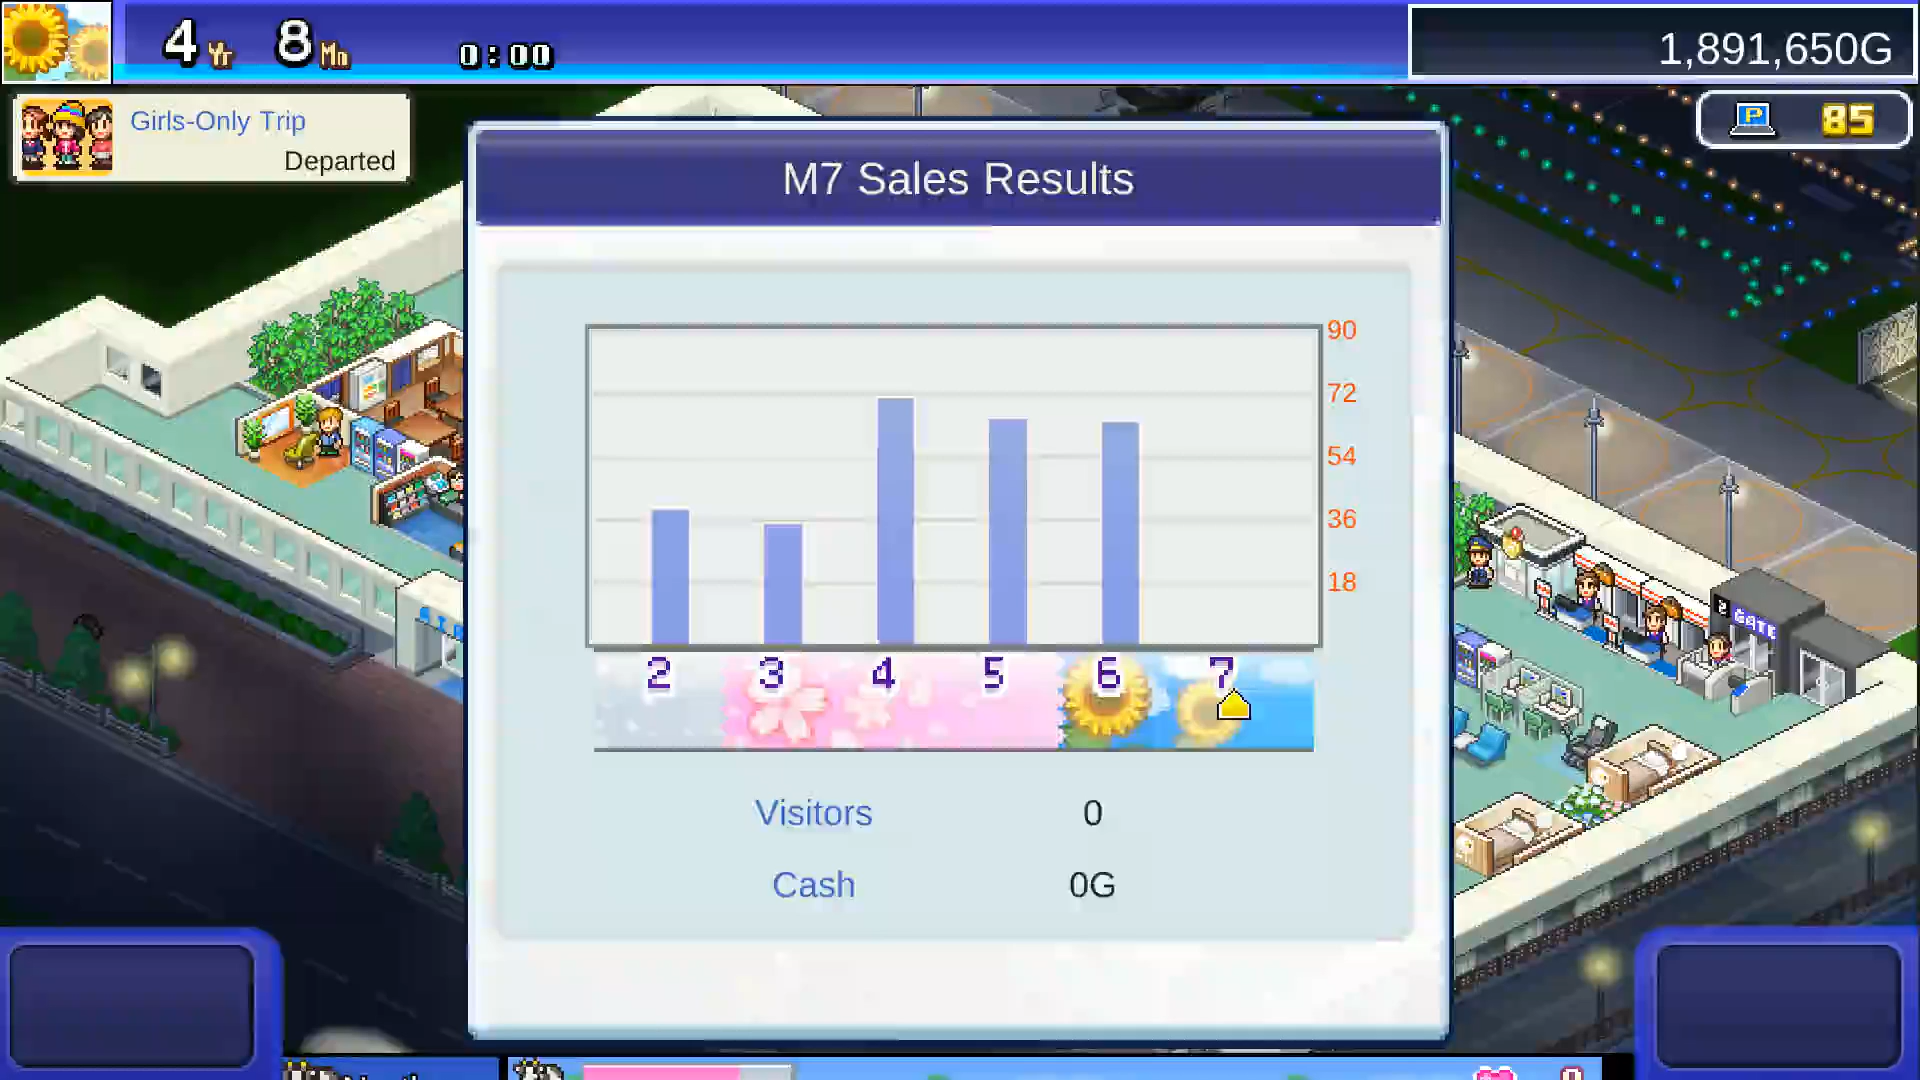 4 Yr 8 Mn 0:00
1,891,650G
Girls-Only Trip
Departed
P 85
M7 Sales Results
90
72
54
36
18
2 3 4 5 6 7
Visitors 0
Cash 0G
GATE